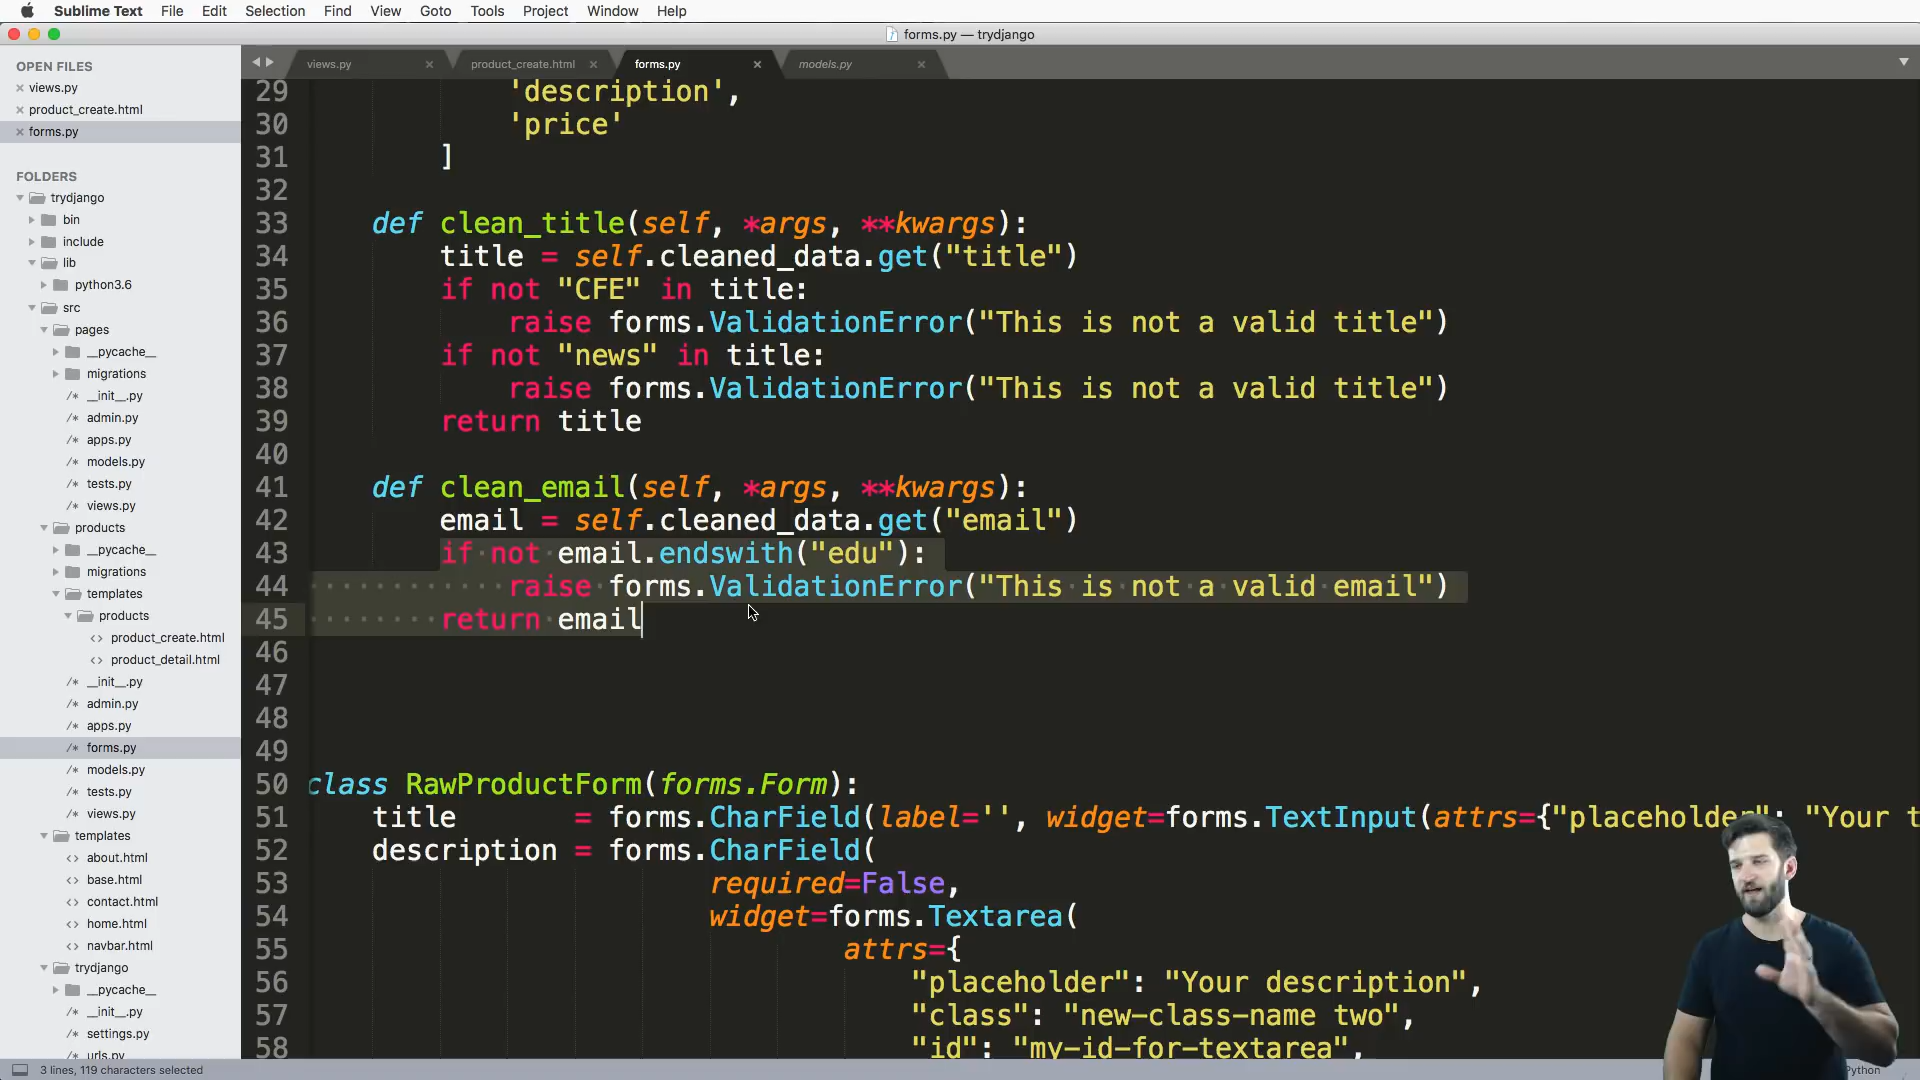 Sublime Text File Edit Selection Find View Goto Tools Project Window Help
forms.py — trydjango
OPEN FILES
views.py
product_create.html
forms.py
FOLDERS
trydjango
bin
include
lib
python3.6
src
pages
__pycache__
migrations
__init__.py
admin.py
apps.py
models.py
tests.py
views.py
products
__pycache__
migrations
templates
products
product_create.html
product_detail.html
__init__.py
admin.py
apps.py
forms.py
models.py
tests.py
views.py
templates
about.html
base.html
contact.html
home.html
navbar.html
trydjango
__pycache__
__init__.py
settings.py
urls.py
views.py product_create.html forms.py models.py
29 'description',
30 'price'
31 ]
32
33 def clean_title(self, *args, **kwargs):
34 title = self.cleaned_data.get("title")
35 if not "CFE" in title:
36 raise forms.ValidationError("This is not a valid title")
37 if not "news" in title:
38 raise forms.ValidationError("This is not a valid title")
39 return title
40
41 def clean_email(self, *args, **kwargs):
42 email = self.cleaned_data.get("email")
43 if not email.endswith("edu"):
44 raise forms.ValidationError("This is not a valid email")
45 return email
46
47
48
49
50 class RawProductForm(forms.Form):
51 title = forms.CharField(label='', widget=forms.TextInput(attrs={"placeholder": "Your t
52 description = forms.CharField(
53 required=False,
54 widget=forms.Textarea(
55 attrs={
56 "placeholder": "Your description",
57 "class": "new-class-name two",
58 "id": "my-id-for-textarea",
3 lines, 119 characters selected
Python